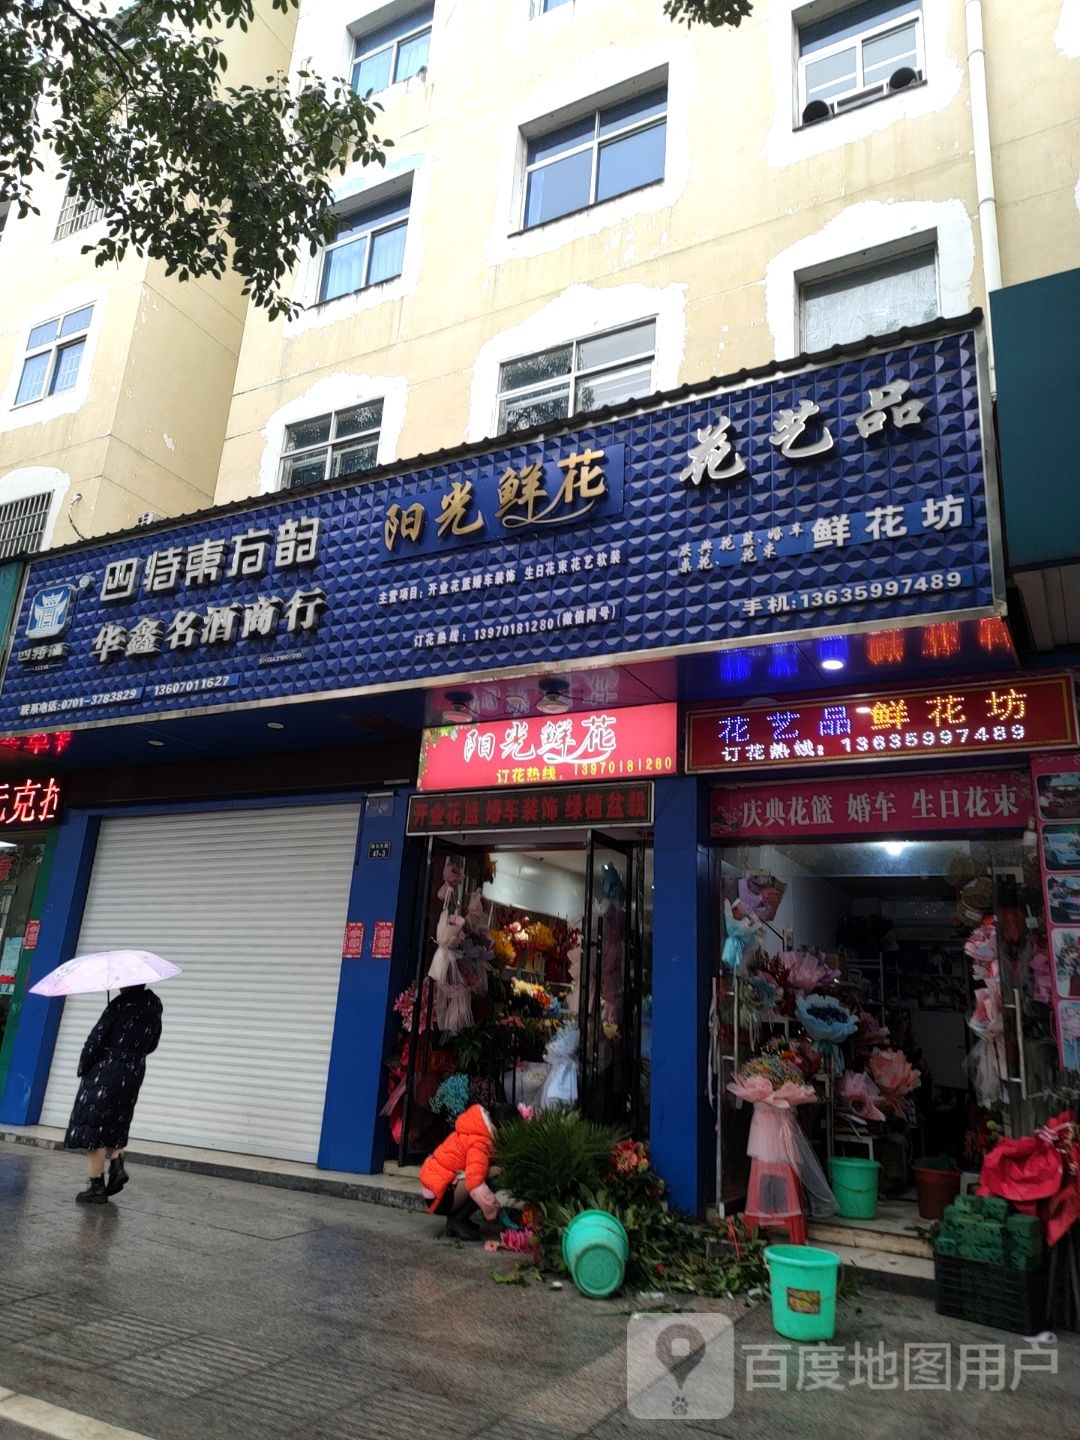 四特东方韵
华鑫名酒商行
四特酒
联系电话:0701-3783829 13607011627
阳光鲜花
主营项目:开业花篮婚车装饰 生日花束花艺软装
订花热线:13970181280(微信同号)
花艺品
庆典花篮、婚车
桌花、花束
鲜花坊
手机:13635997489
阳光鲜花
订花热线:13970181280
开业花篮 婚车装饰 绿植盆栽
花艺品鲜花坊
订花热线:13635997489
庆典花篮 婚车 生日花束
元克拉
47-3
百度地图用户